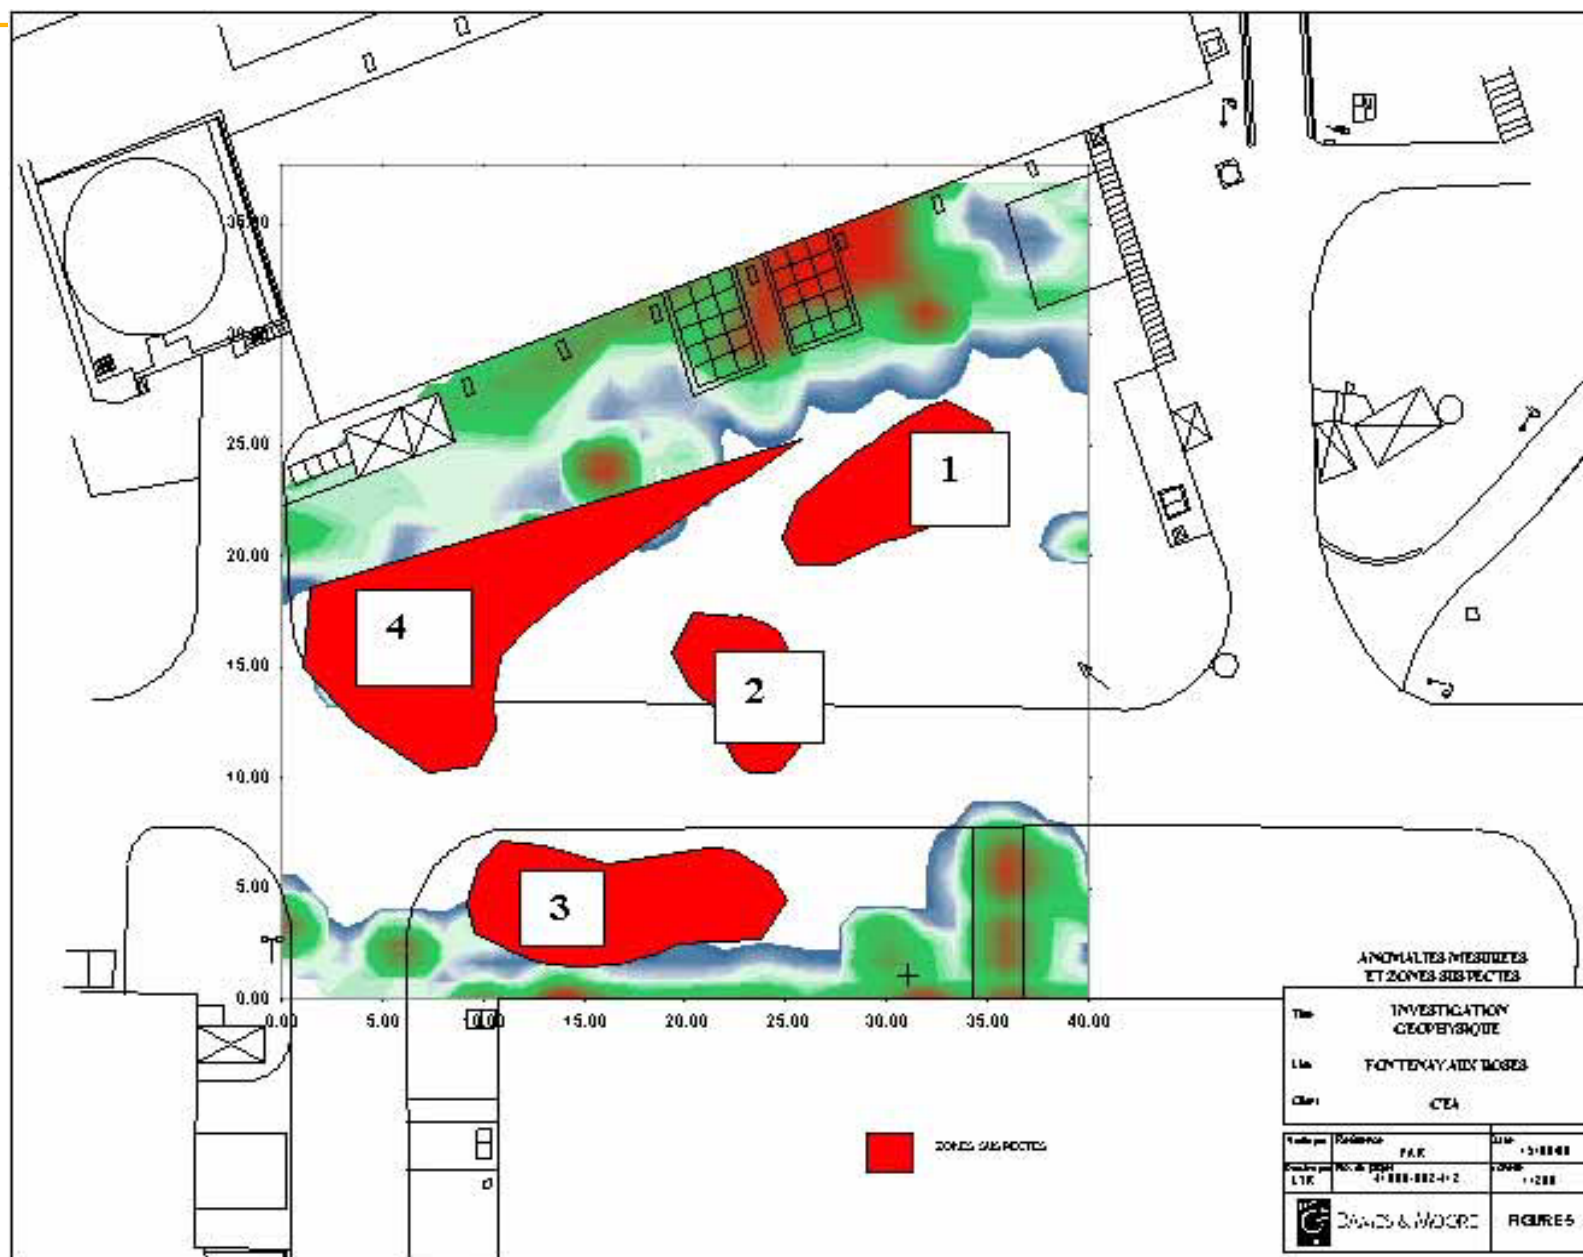 35.00
25.00
20.00
15.00
10.00
5.00
0.00
0.00 5.00 10.00 15.00 20.00 25.00 30.00 35.00 40.00
1
4
2
3
ZONES SUSPECTES
ANOMALIES MESUREES
ET ZONES SUSPECTES
INVESTIGATION
GEOPHYSIQUE
FONTENAY AUX ROSES
Client CEA
FAR
DAMES & MOORE
FIGURE 5